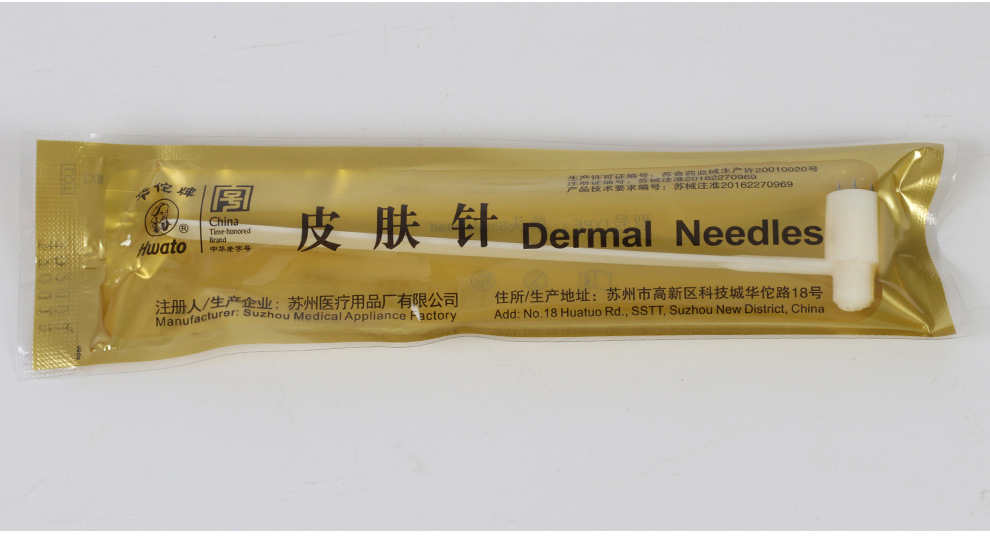 华佗牌
Hwato
®
China
Time-honored
Brand
中华老字号
生产许可证编号：苏食药监械生产许20010020号
注册证编号：苏械注准20162270969
产品技术要求编号：苏械注准20162270969
皮肤针 Dermal Needles
注册人/生产企业：苏州医疗用品厂有限公司
Manufacturer: Suzhou Medical Appliance Factory
住所/生产地址：苏州市高新区科技城华佗路18号
Add: No.18 Huatuo Rd., SSTT, Suzhou New District, China